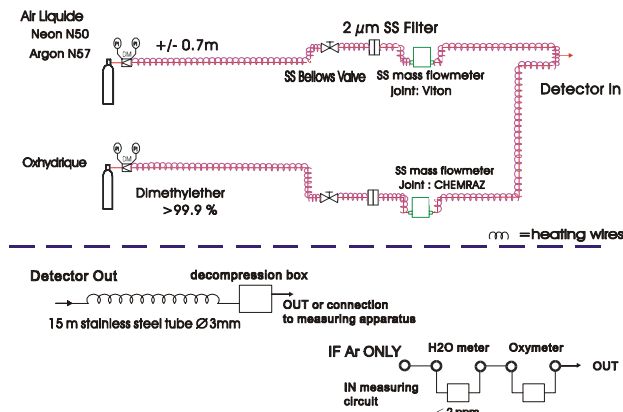 Air Liquide
Neon N50
Argon N57
DM
+/- 0.7m
SS Bellows Valve
2 µm SS Filter
SS mass flowmeter
Joint: Viton
Detector In
Oxhydrique
DM
Dimethylether
>99.9 %
SS mass flowmeter
Joint : CHEMRAZ
=heating wires
Detector Out
decompression box
OUT or connection
to measuring apparatus
15 m stainless steel tube Ø 3mm
IF Ar ONLY
H2O meter
Oxymeter
OUT
IN measuring
circuit
< 2 ppm